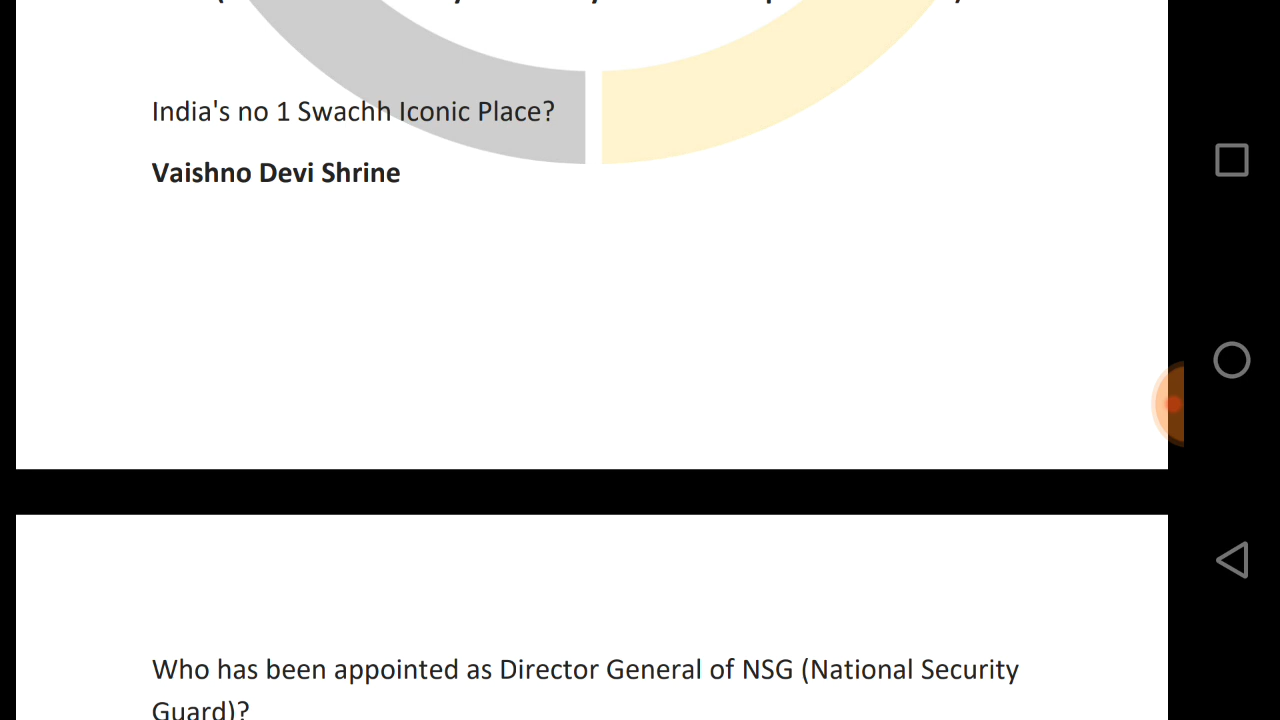 India's no 1 Swachh Iconic Place?
Vaishno Devi Shrine
Who has been appointed as Director General of NSG (National Security
Guard)?